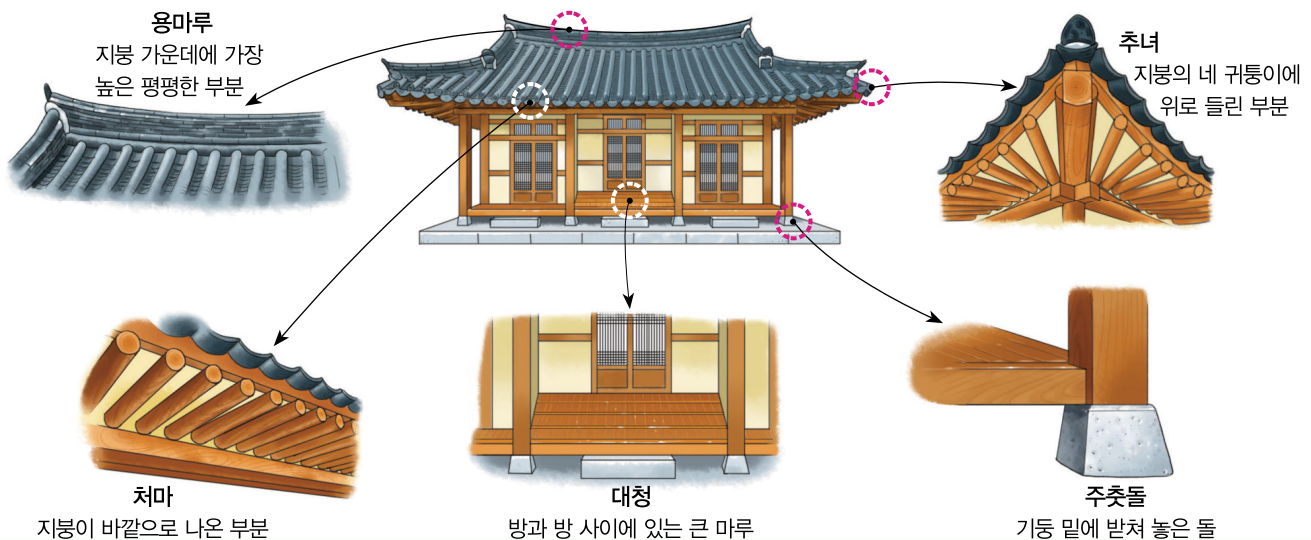 용마루
지붕 가운데에 가장
높은 평평한 부분
추녀
지붕의 네 귀퉁이에
위로 들린 부분
처마
지붕이 바깥으로 나온 부분
대청
방과 방 사이에 있는 큰 마루
주춧돌
기둥 밑에 받쳐 놓은 돌